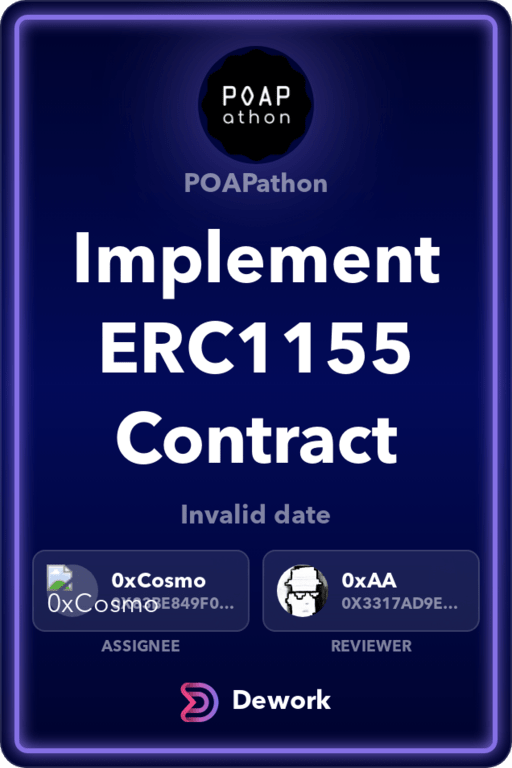 POAP
athon
POAPathon
Implement
ERC1155
Contract
Invalid date
0xCosmo
0xCosmo
0xAA
0X3317AD9E...
ASSIGNEE
REVIEWER
Dework